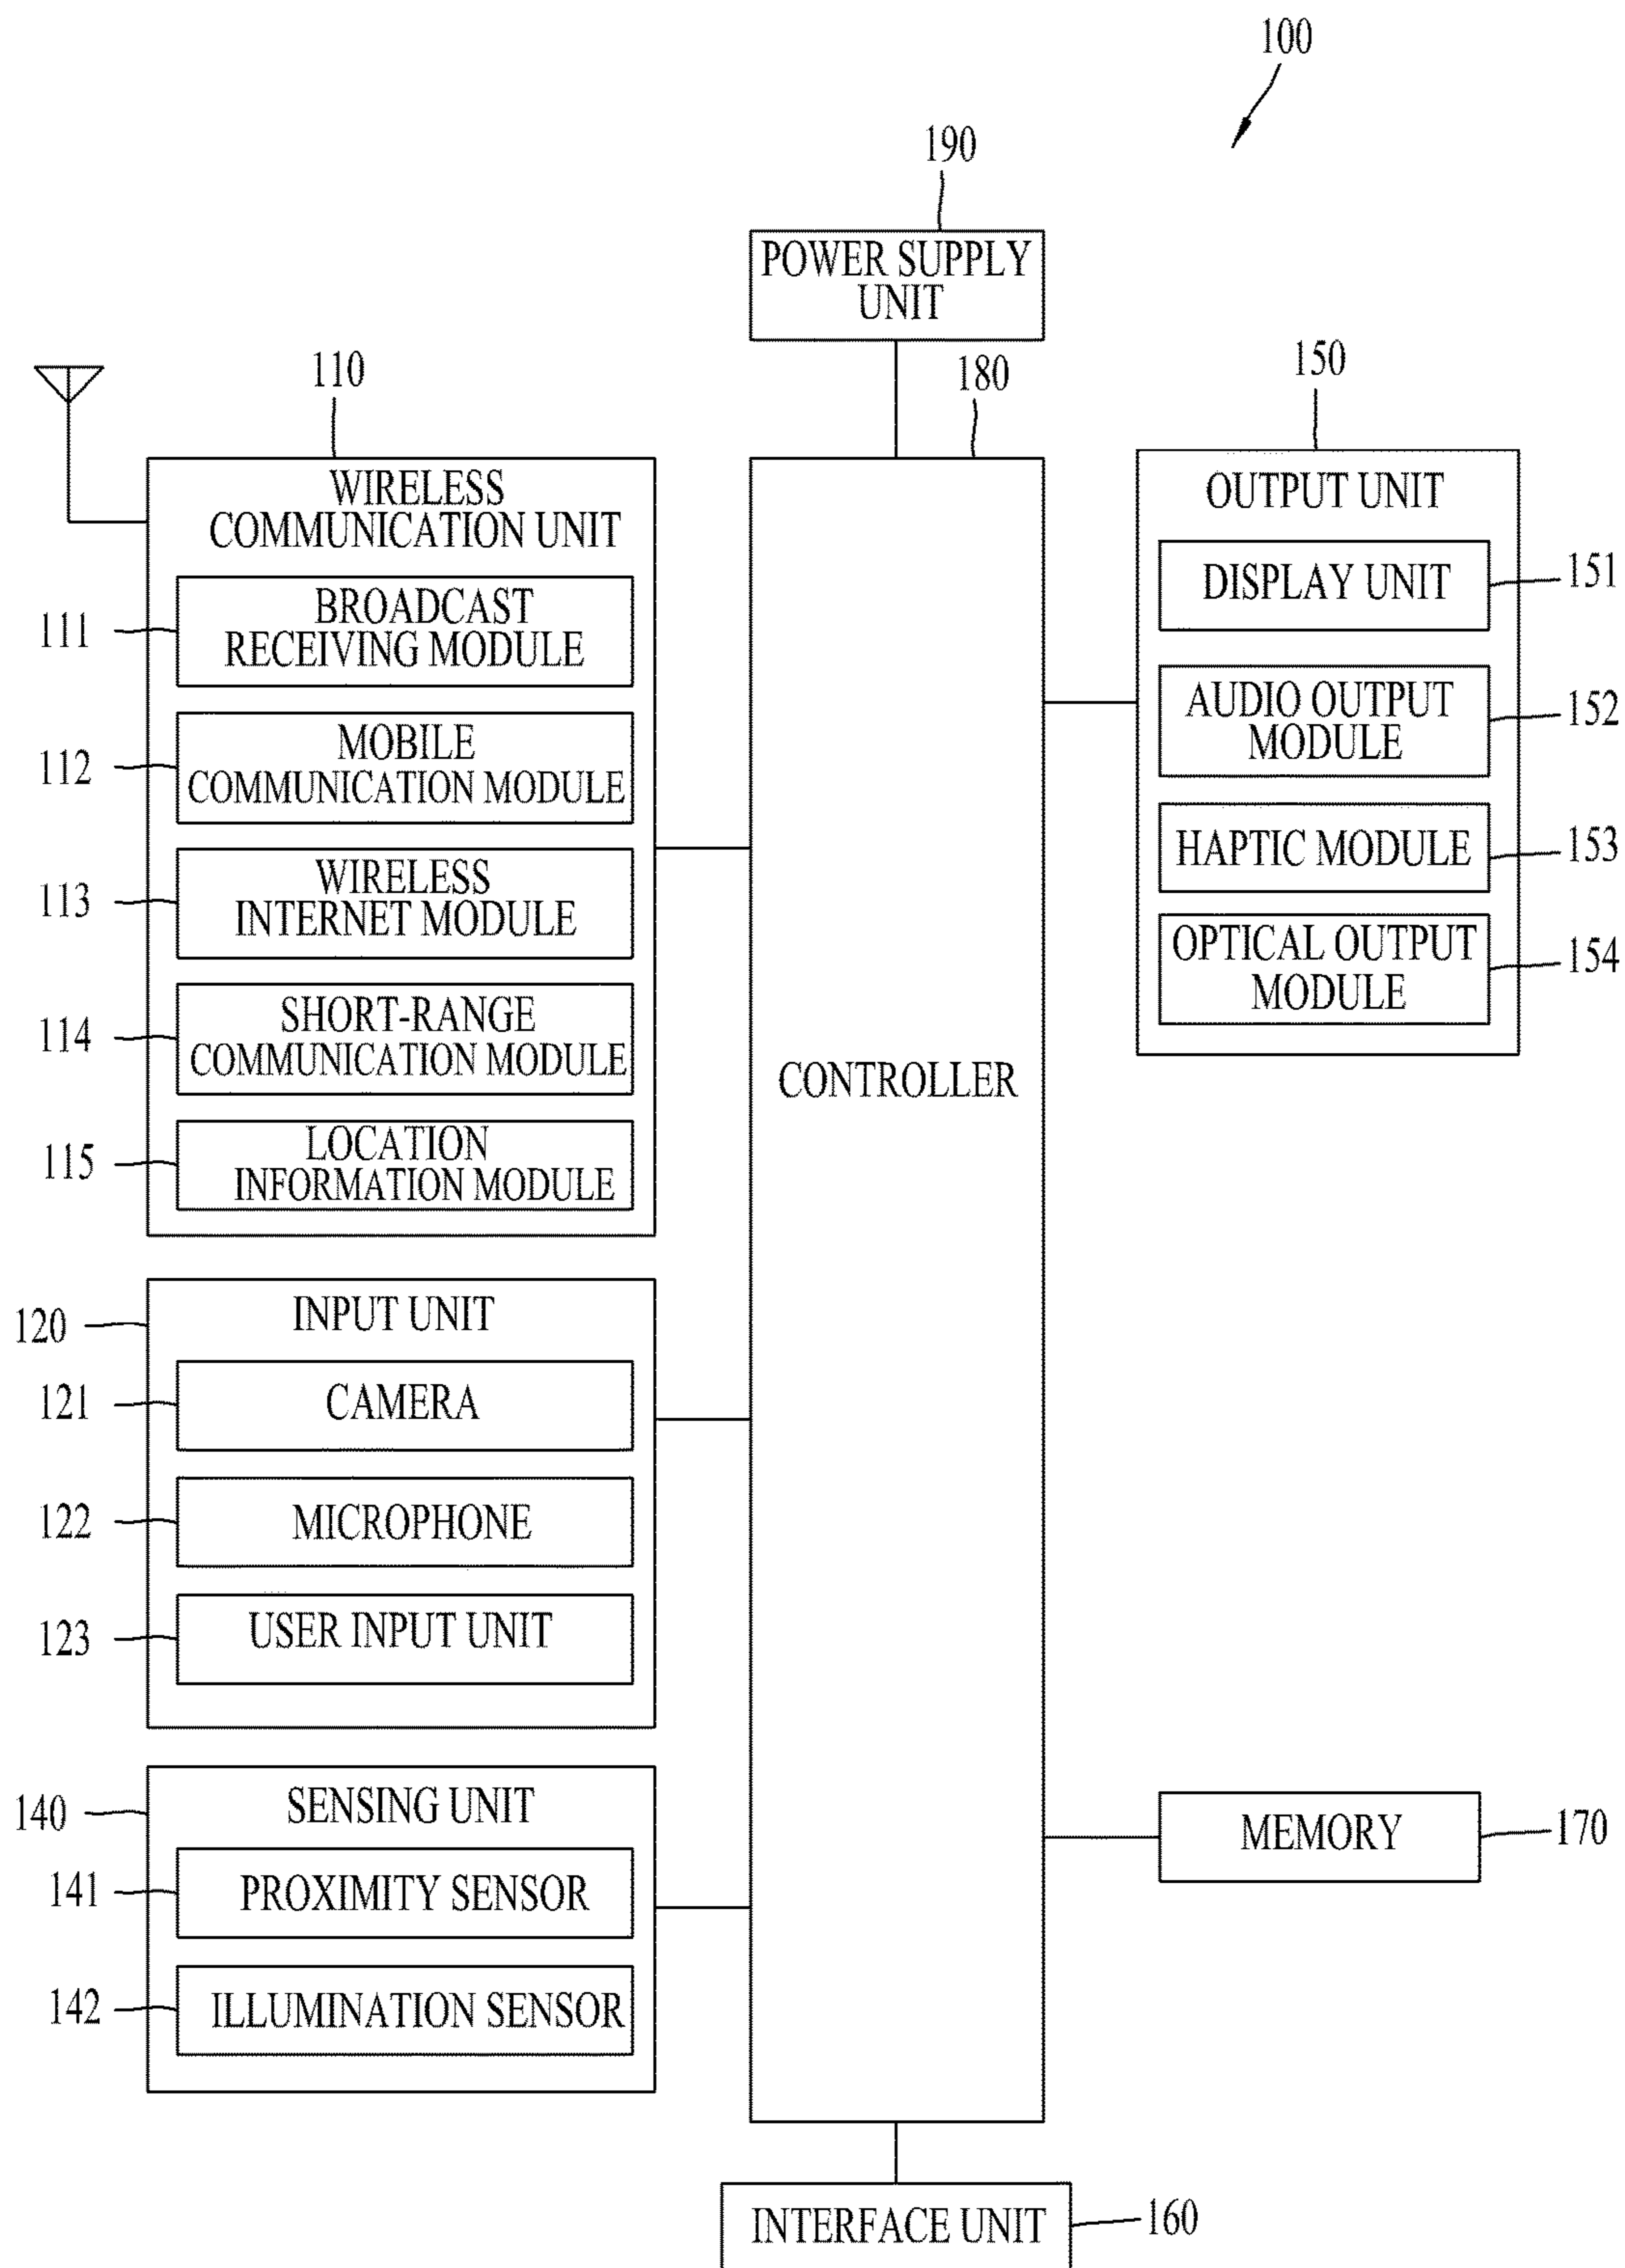 100
190
POWER SUPPLY
UNIT
110
180
150
WIRELESS
COMMUNICATION UNIT
111
BROADCAST
RECEIVING MODULE
112
MOBILE
COMMUNICATION MODULE
113
WIRELESS
INTERNET MODULE
114
SHORT-RANGE
COMMUNICATION MODULE
115
LOCATION
INFORMATION MODULE
120
INPUT UNIT
121
CAMERA
122
MICROPHONE
123
USER INPUT UNIT
140
SENSING UNIT
141
PROXIMITY SENSOR
142
ILLUMINATION SENSOR
CONTROLLER
OUTPUT UNIT
DISPLAY UNIT
151
AUDIO OUTPUT
MODULE
152
HAPTIC MODULE
153
OPTICAL OUTPUT
MODULE
154
MEMORY
170
INTERFACE UNIT
160